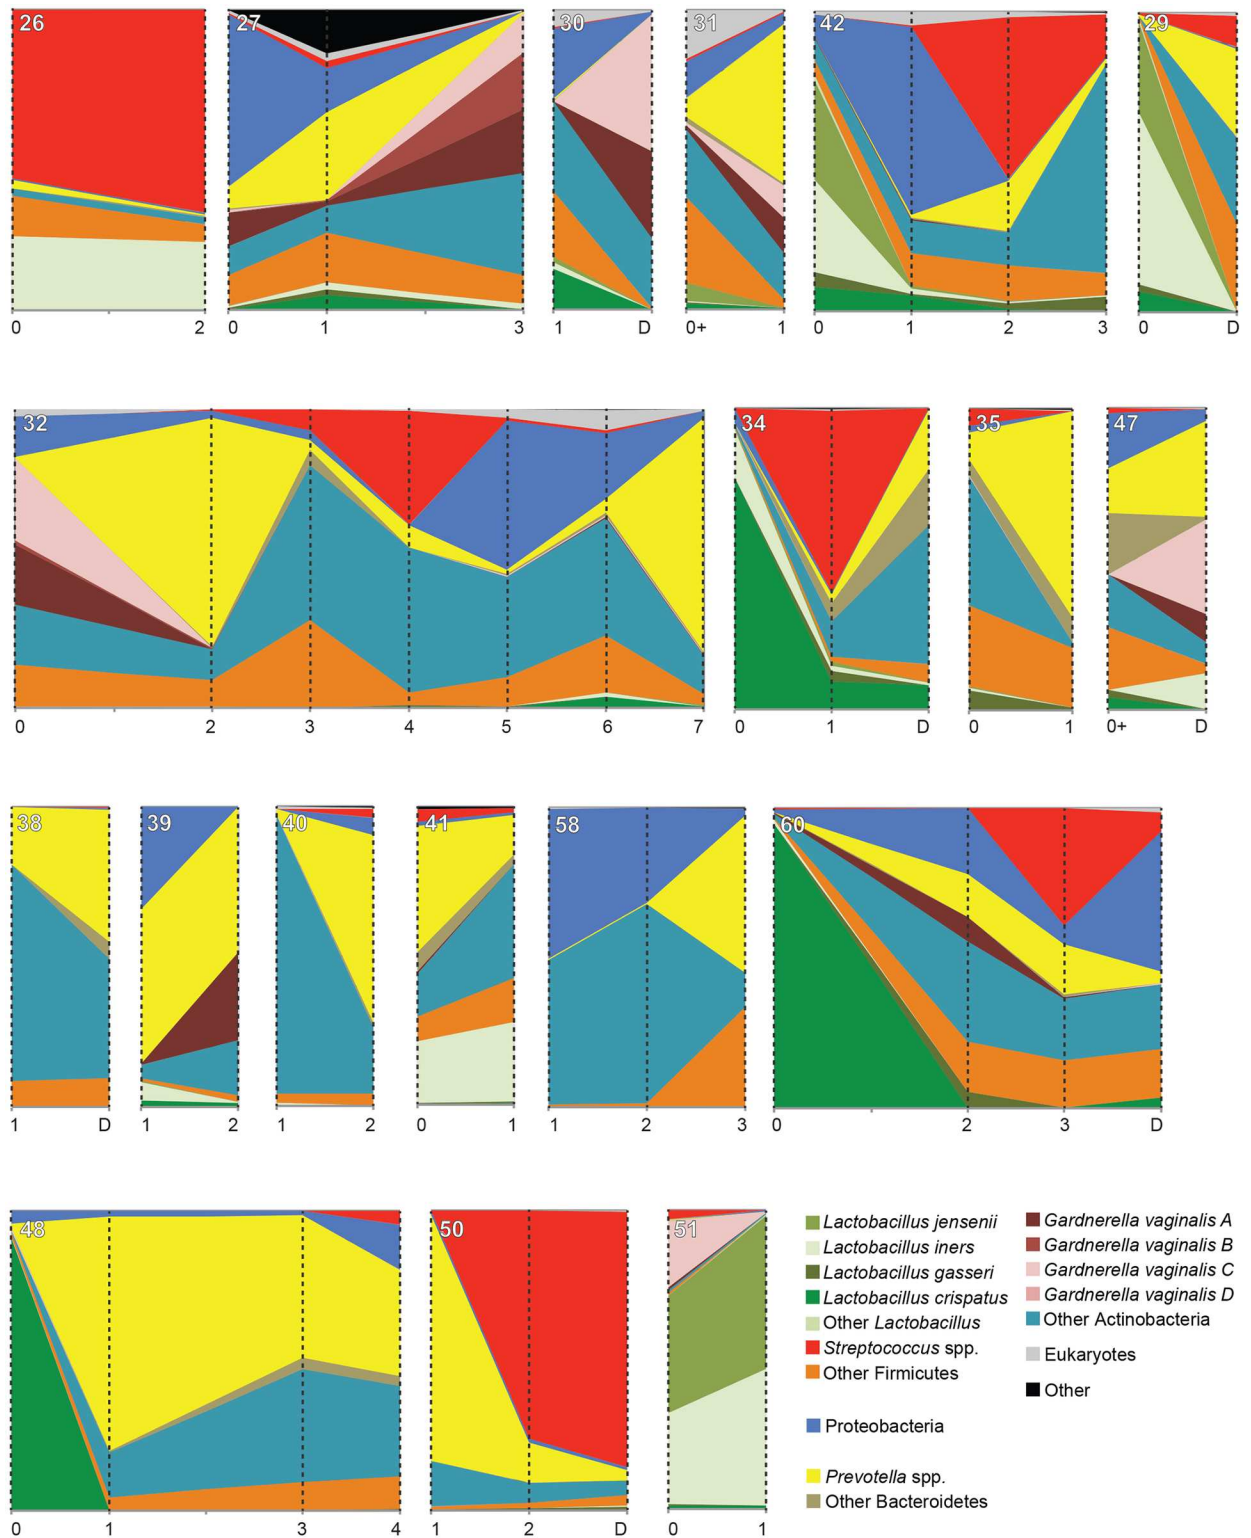 26 27 30 31 42 29
0 2 0 1 3 1 D 0+ 1 0 1 2 3 0 D
32 34 35 47
0 2 3 4 5 6 7 0 1 D 0 1 0+ D
38 39 40 41 58 60
1 D 1 2 1 2 0 1 1 2 3 0 2 3 D
48 50 51
0 1 3 4 1 2 D 0 1
Lactobacillus jensenii
Lactobacillus iners
Lactobacillus gasseri
Lactobacillus crispatus
Other Lactobacillus
Streptococcus spp.
Other Firmicutes
Proteobacteria
Prevotella spp.
Other Bacteroidetes
Gardnerella vaginalis A
Gardnerella vaginalis B
Gardnerella vaginalis C
Gardnerella vaginalis D
Other Actinobacteria
Eukaryotes
Other